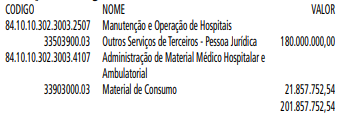 CODIGO NOME VALOR
84.10.10.302.3003.2507 Manutenção e Operação de Hospitais
33503900.03 Outros Serviços de Terceiros - Pessoa Jurídica 180.000.000,00
84.10.10.302.3003.4107 Administração de Material Médico Hospitalar e
Ambulatorial
33903000.03 Material de Consumo 21.857.752,54
201.857.752,54